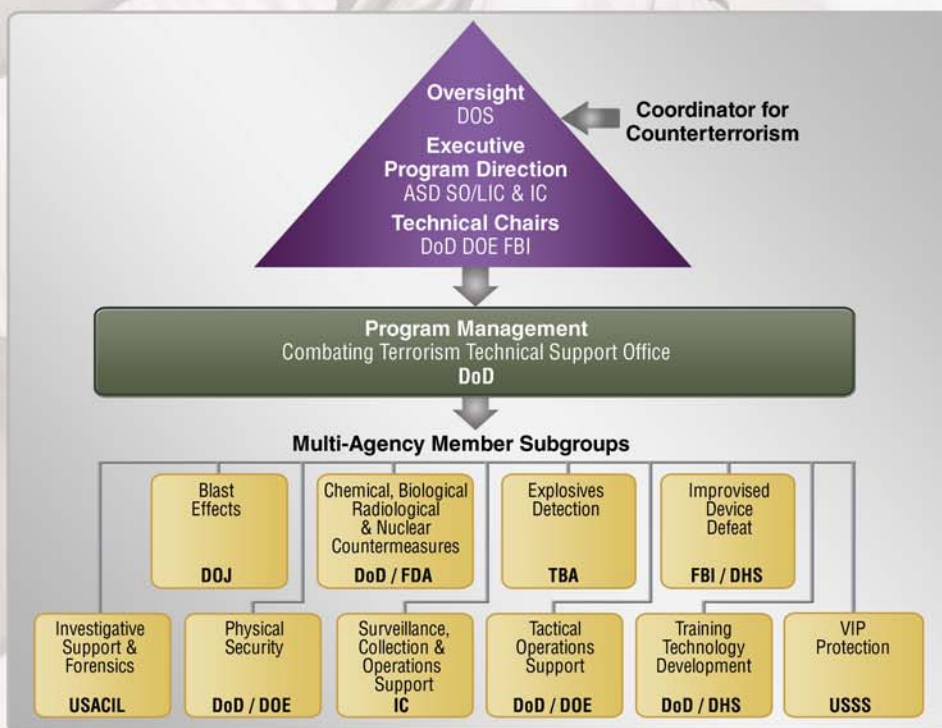 Oversight
DOS
Coordinator for
Counterterrorism
Executive
Program Direction
ASD SO/LIC & IC
Technical Chairs
DoD DOE FBI
Program Management
Combating Terrorism Technical Support Office
DoD
Multi-Agency Member Subgroups
Blast
Effects
DOJ
Chemical, Biological
Radiological
& Nuclear
Countermeasures
DoD / FDA
Explosives
Detection
TBA
Improvised
Device
Defeat
FBI / DHS
Investigative
Support &
Forensics
USACIL
Physical
Security
DoD / DOE
Surveillance,
Collection &
Operations
Support
IC
Tactical
Operations
Support
DoD / DOE
Training
Technology
Development
DoD / DHS
VIP
Protection
USSS